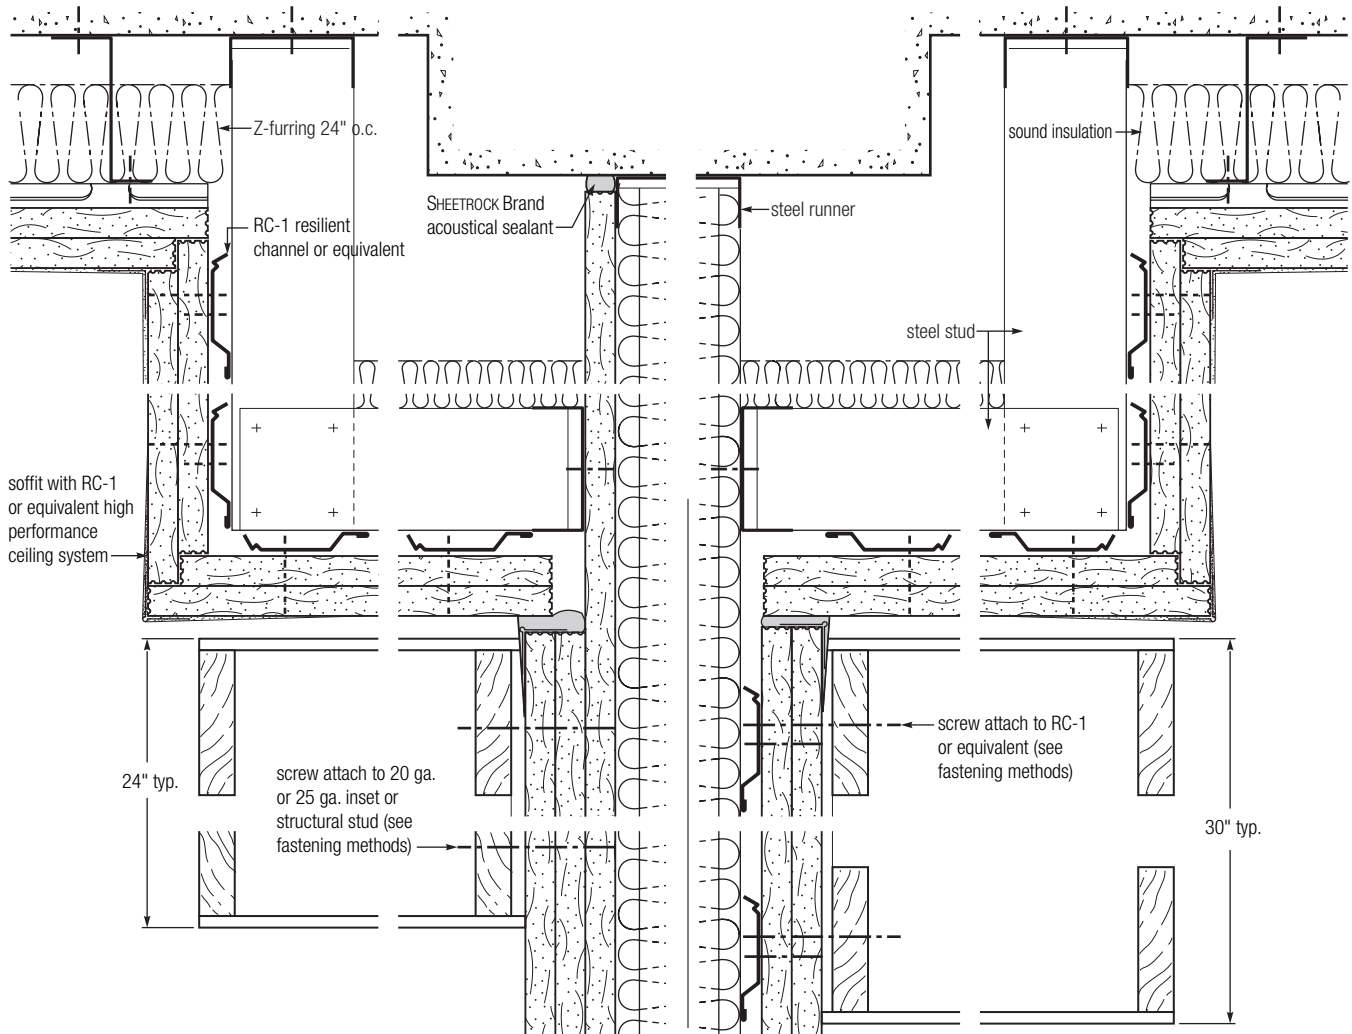 Z-furring 24" o.c.
sound insulation
SHEETROCK Brand
acoustical sealant
steel runner
RC-1 resilient
channel or equivalent
steel stud
soffit with RC-1
or equivalent high
performance
ceiling system
screw attach to RC-1
or equivalent (see
fastening methods)
24" typ.
screw attach to 20 ga.
or 25 ga. inset or
structural stud (see
fastening methods)
30" typ.